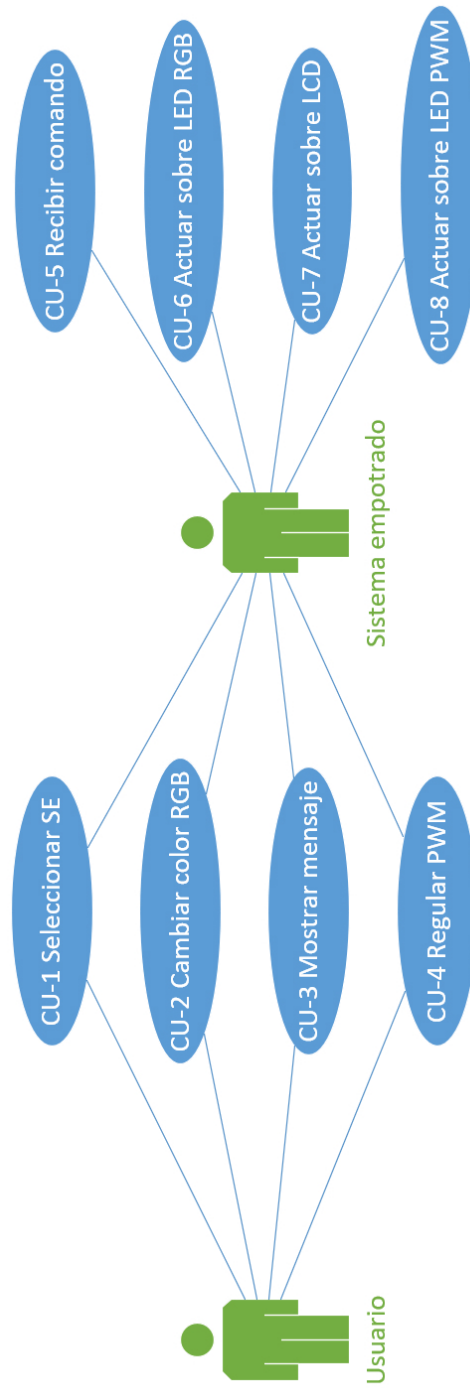 CU-1 Seleccionar SE
CU-2 Cambiar color RGB
CU-3 Mostrar mensaje
CU-4 Regular PWM
Usuario
CU-5 Recibir comando
CU-6 Actuar sobre LED RGB
CU-7 Actuar sobre LCD
CU-8 Actuar sobre LED PWM
Sistema empotrado